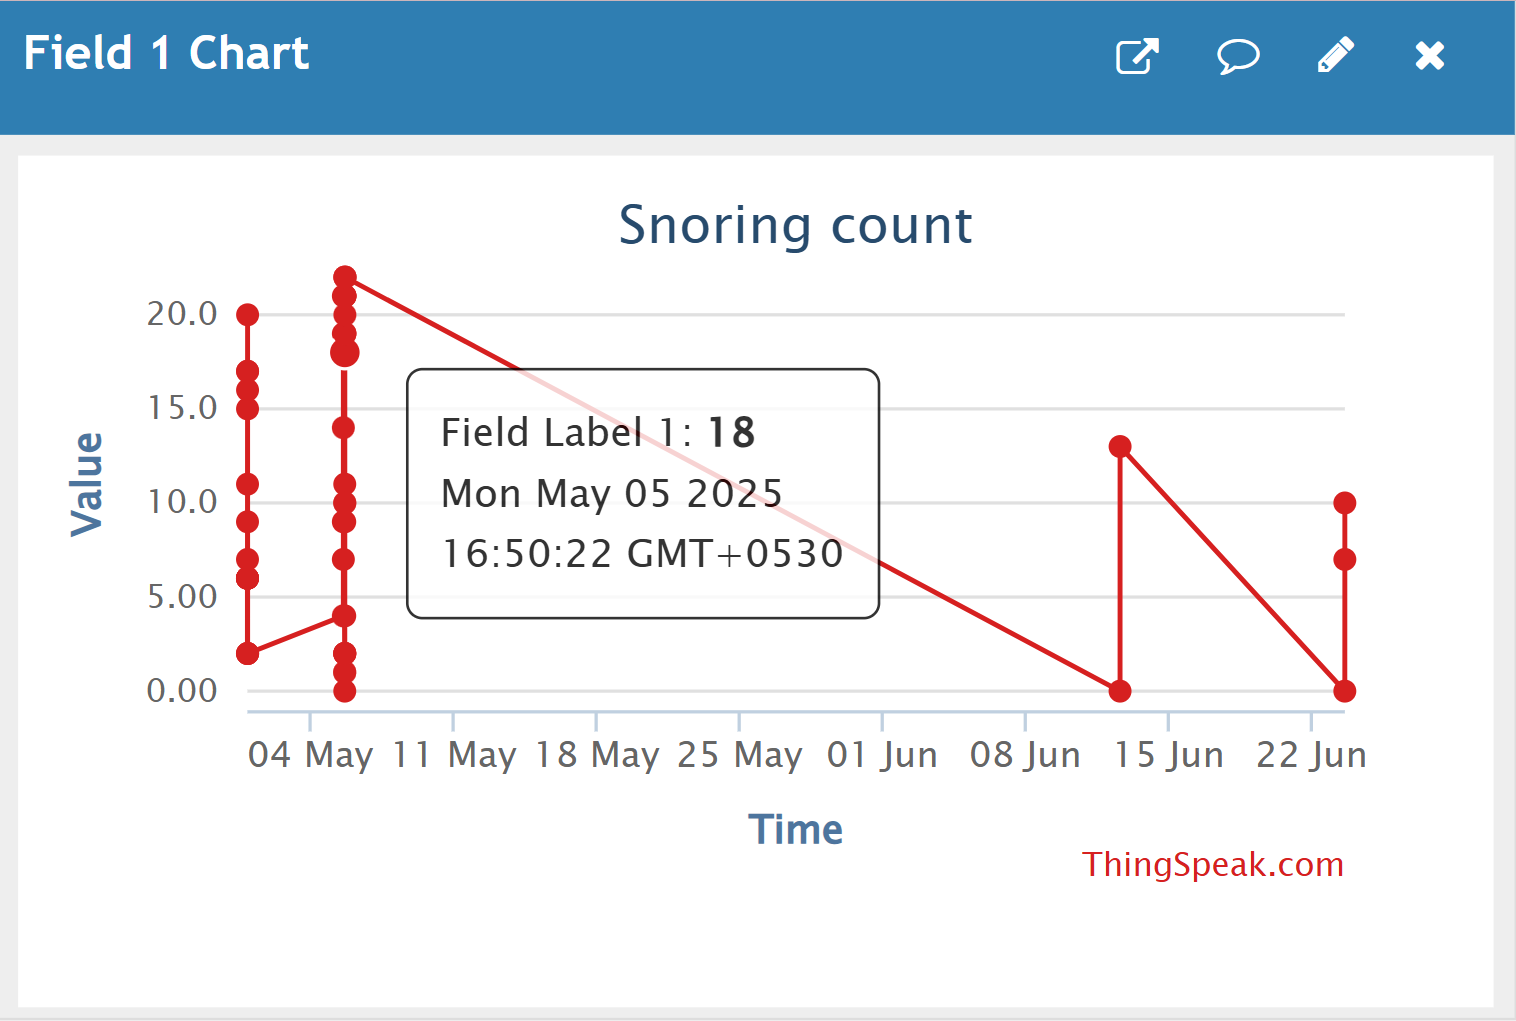 Field 1 Chart
Snoring count
20.0
15.0
10.0
5.00
0.00
Value
Field Label 1: 18
Mon May 05 2025
16:50:22 GMT+0530
04 May 11 May 18 May 25 May 01 Jun 08 Jun 15 Jun 22 Jun
Time
ThingSpeak.com